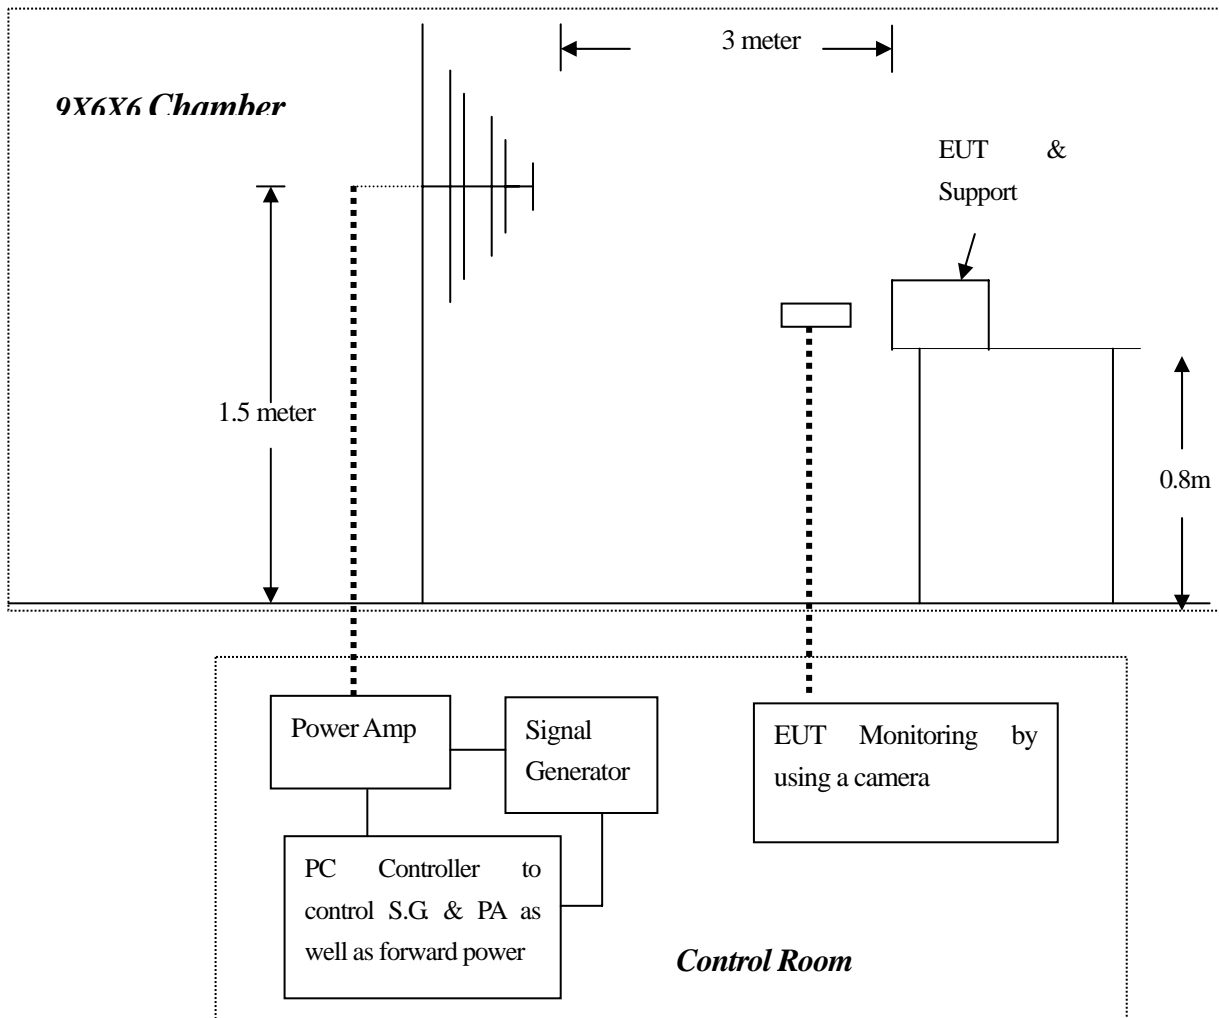 3 meter
9X6X6 Chamber
EUT &
Support
1.5 meter
0.8m
Power Amp
Signal
Generator
EUT Monitoring by
using a camera
PC Controller to
control S.G. & PA as
well as forward power
Control Room